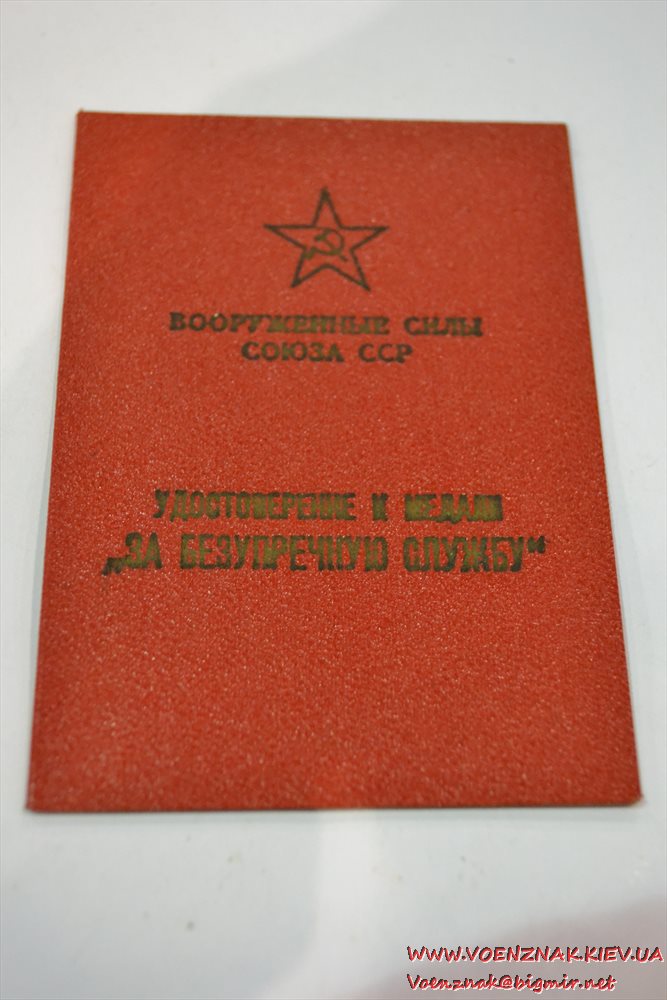 ВООРУЖЕННЫЕ СИЛЫ
СОЮЗА ССР
УДОСТОВЕРЕНИЕ К МЕДАЛИ
„ЗА БЕЗУПРЕЧНУЮ СЛУЖБУ“
WWW.VOENZNAK.KIEV.UA
Voenznak@bigmir.net